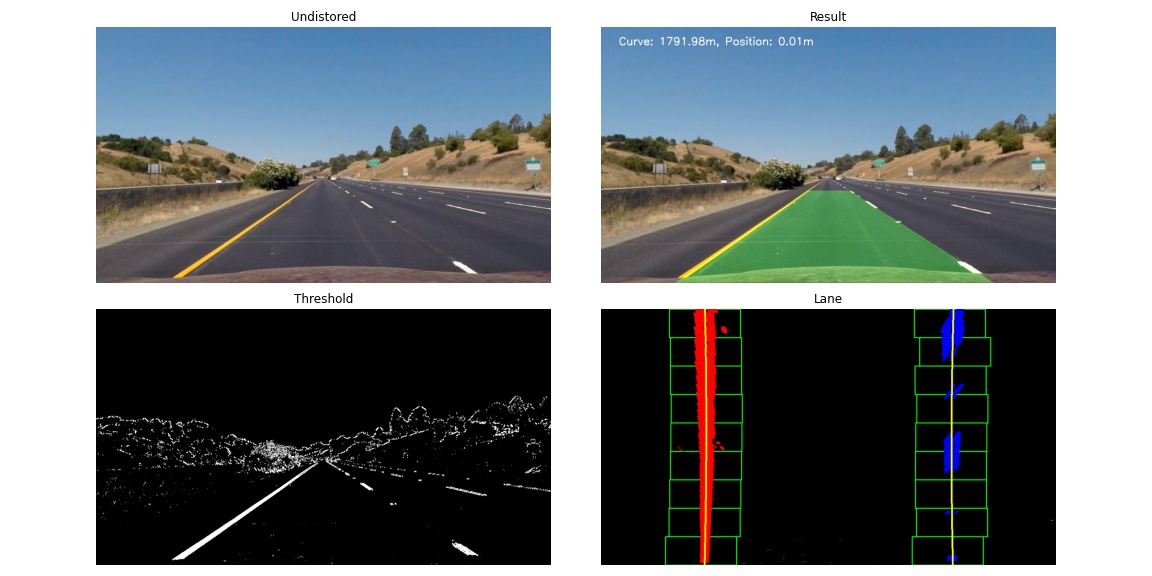 Undistored
Result
Curve: 1791.98m, Position: 0.01m
Threshold
Lane